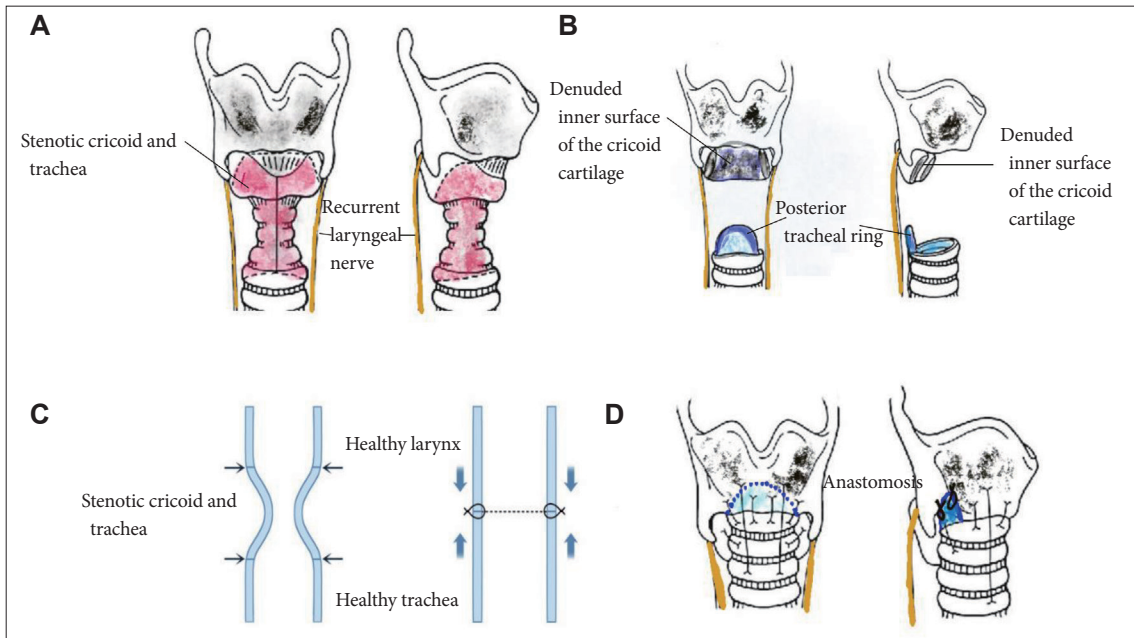 A
Stenotic cricoid and
trachea
Recurrent
laryngeal
nerve
B
Denuded
inner surface
of the cricoid
cartilage
Denuded
inner surface
of the cricoid
cartilage
Posterior
tracheal ring
C
Healthy larynx
Stenotic cricoid and
trachea
Healthy trachea
D
Anastomosis